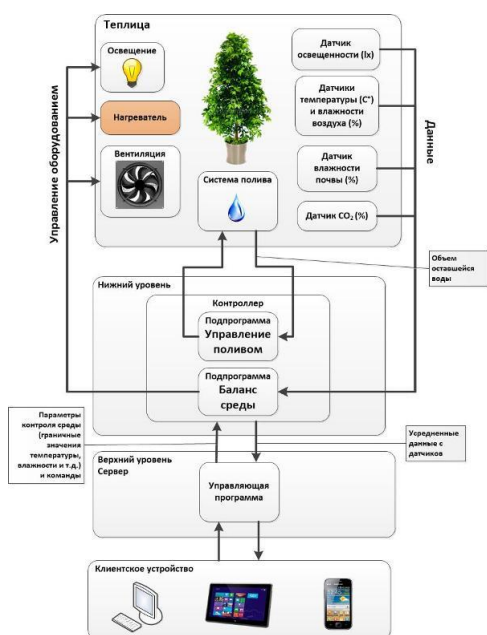 Теплица
Освещение
Нагреватель
Вентиляция
Система полива
Датчик
освещенности (lx)
Датчики
температуры (С°)
и влажности
воздуха (%)
Датчик
влажности
почвы (%)
Датчик CO₂ (%)
Управление оборудованием
Данные
Объем
оставшейся
воды
Нижний уровень
Контроллер
Подпрограмма
Управление
поливом
Подпрограмма
Баланс
среды
Параметры
контроля среды
(граничные
значения
температуры,
влажности и т.д.)
и команды
Усредненные
данные с
датчиков
Верхний уровень
Сервер
Управляющая
программа
Клиентское устройство